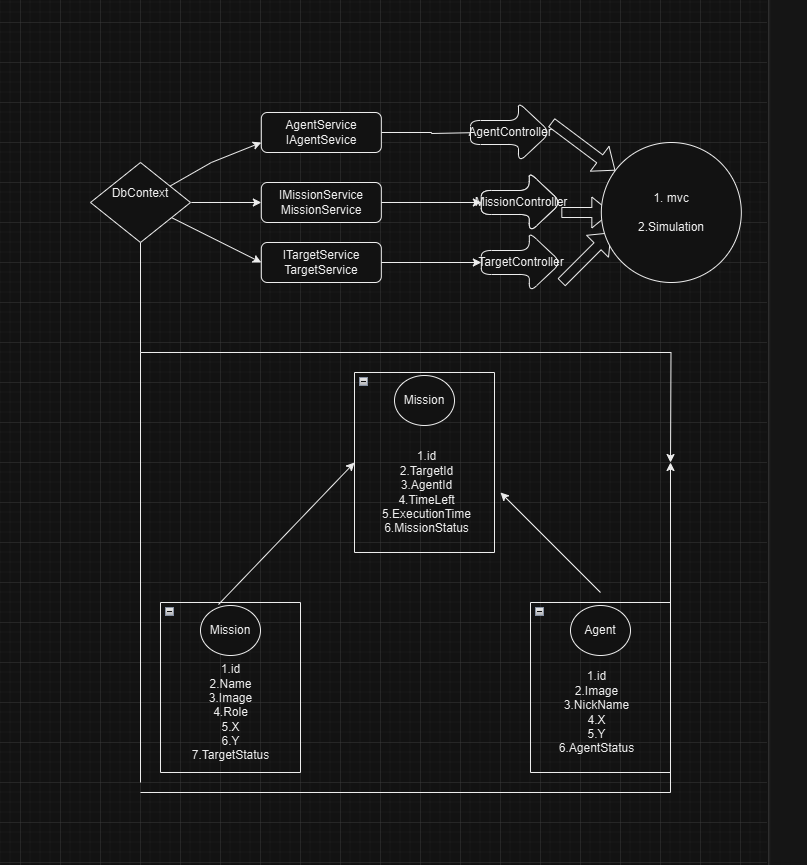 AgentService
IAgentSevice
AgentController
DbContext
IMissionService
MissionService
MissionController
1. mvc
2.Simulation
ITargetService
TargetService
TargetController
Mission
1.id
2.TargetId
3.AgentId
4.TimeLeft
5.ExecutionTime
6.MissionStatus
Mission
1.id
2.Name
3.Image
4.Role
5.X
6.Y
7.TargetStatus
Agent
1.id
2.Image
3.NickName
4.X
5.Y
6.AgentStatus